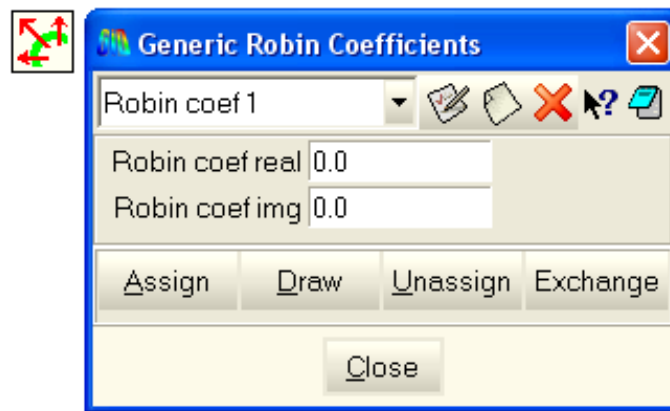 Generic Robin Coefficients
Robin coef 1
Robin coef real 0.0
Robin coef img 0.0
Assign Draw Unassign Exchange
Close